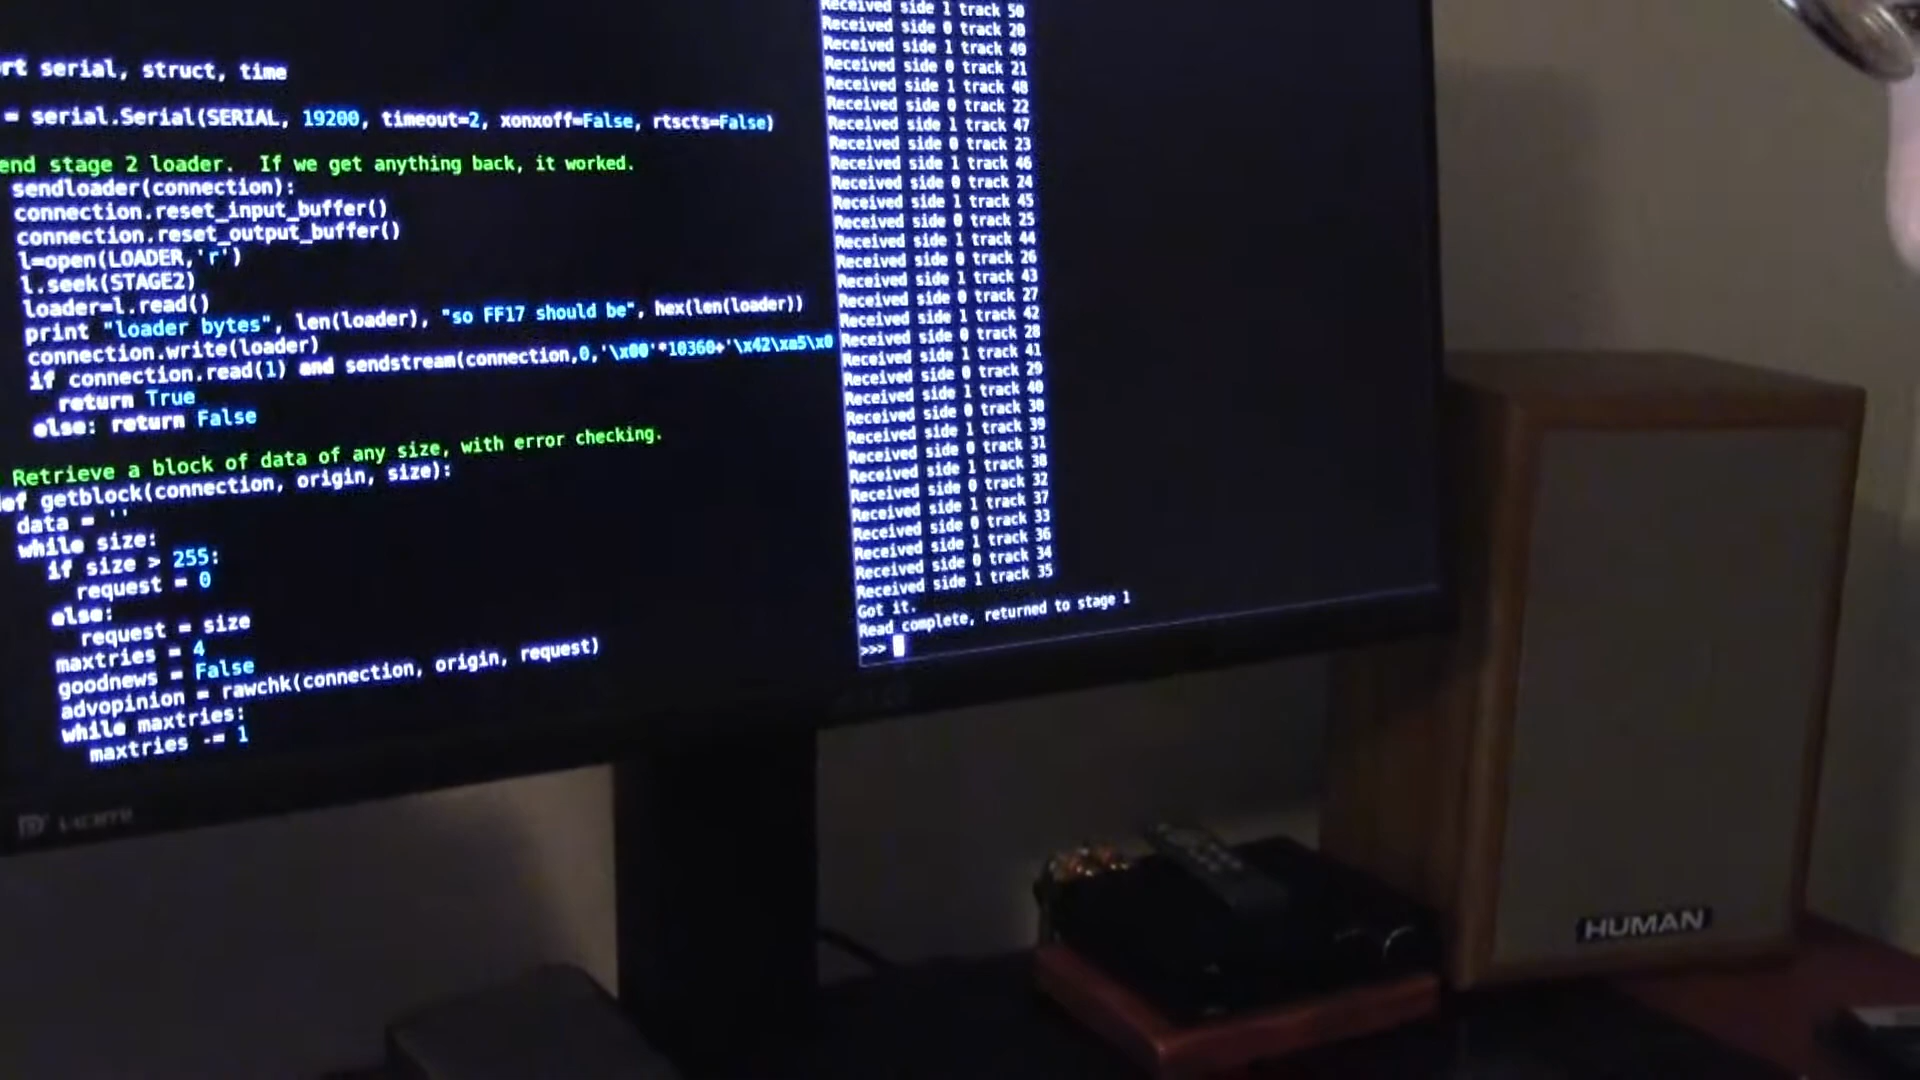 rt serial, struct, time
= serial.Serial(SERIAL, 19200, timeout=2, xonxoff=False, rtscts=False)
end stage 2 loader.  If we get anything back, it worked.
sendloader(connection):
connection.reset_input_buffer()
connection.reset_output_buffer()
l=open(LOADER,'r')
l.seek(STAGE2)
loader=l.read()
print "loader bytes", len(loader), "so FF17 should be", hex(len(loader))
connection.write(loader)
if connection.read(1) and sendstream(connection,0,'\x00'*10360+'\x42\xa5\x0
return True
else: return False
Retrieve a block of data of any size, with error checking.
ef getblock(connection, origin, size):
data = ''
while size:
if size > 255:
request = 0
else:
request = size
maxtries = 4
goodnews = False
advopinion = rawchk(connection, origin, request)
while maxtries:
maxtries -= 1
Received side 1 track 50
Received side 0 track 20
Received side 1 track 49
Received side 0 track 21
Received side 1 track 48
Received side 0 track 22
Received side 1 track 47
Received side 0 track 23
Received side 1 track 46
Received side 0 track 24
Received side 1 track 45
Received side 0 track 25
Received side 1 track 44
Received side 0 track 26
Received side 1 track 43
Received side 0 track 27
Received side 1 track 42
Received side 0 track 28
Received side 1 track 41
Received side 0 track 29
Received side 1 track 40
Received side 0 track 30
Received side 1 track 39
Received side 0 track 31
Received side 1 track 38
Received side 0 track 32
Received side 1 track 37
Received side 0 track 33
Received side 1 track 36
Received side 0 track 34
Received side 1 track 35
Got it.
Read complete, returned to stage 1
>>>
HDMI
HUMAN